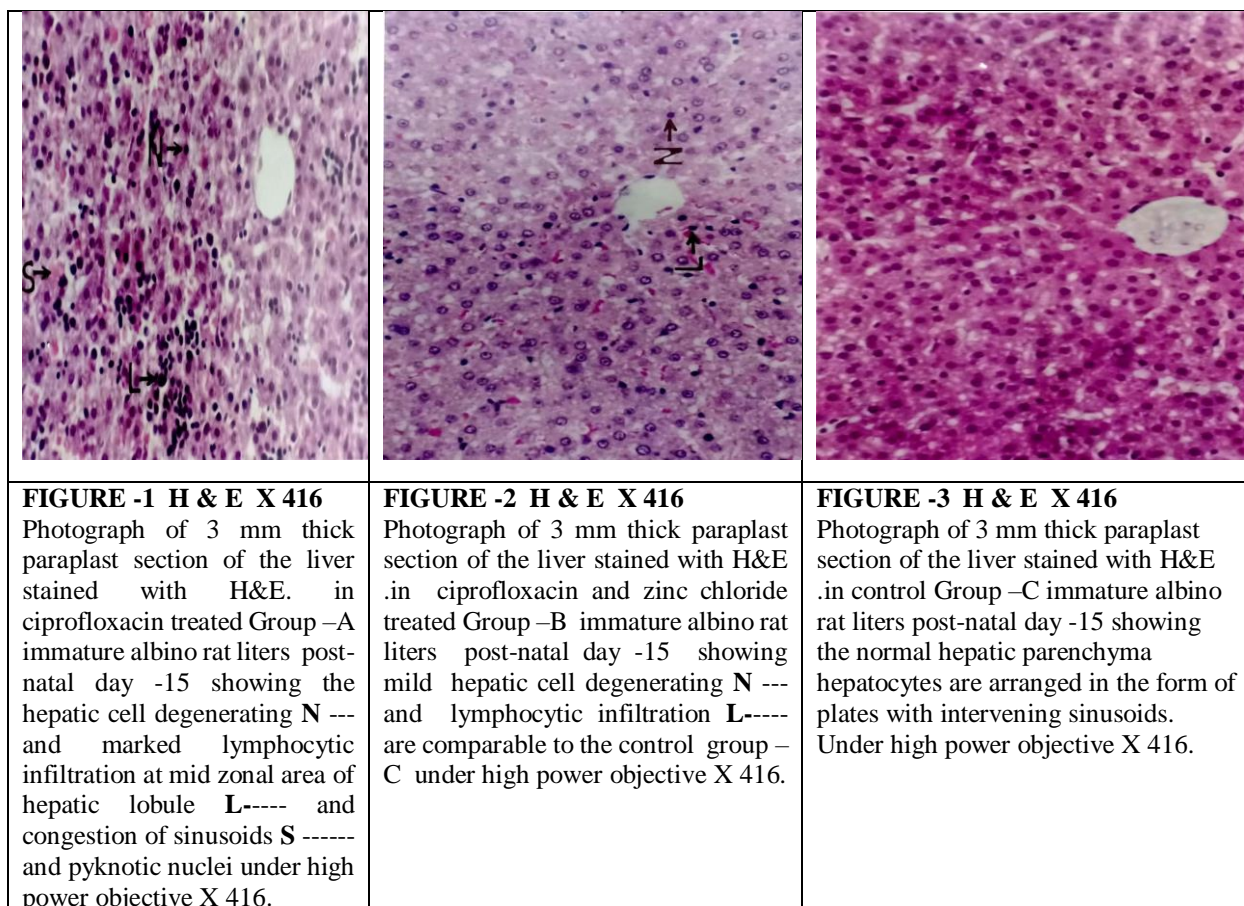 N
S
L
N
L
FIGURE -1 H & E X 416
Photograph of 3 mm thick
paraplast section of the liver
stained with H&E. in
ciprofloxacin treated Group –A
immature albino rat liters post-
natal day -15 showing the
hepatic cell degenerating N ---
and marked lymphocytic
infiltration at mid zonal area of
hepatic lobule L----- and
congestion of sinusoids S ------
and pyknotic nuclei under high
power objective X 416.
FIGURE -2 H & E X 416
Photograph of 3 mm thick paraplast
section of the liver stained with H&E
.in ciprofloxacin and zinc chloride
treated Group –B immature albino rat
liters post-natal day -15 showing
mild hepatic cell degenerating N ---
and lymphocytic infiltration L-----
are comparable to the control group –
C under high power objective X 416.
FIGURE -3 H & E X 416
Photograph of 3 mm thick paraplast
section of the liver stained with H&E
.in control Group –C immature albino
rat liters post-natal day -15 showing
the normal hepatic parenchyma
hepatocytes are arranged in the form of
plates with intervening sinusoids.
Under high power objective X 416.